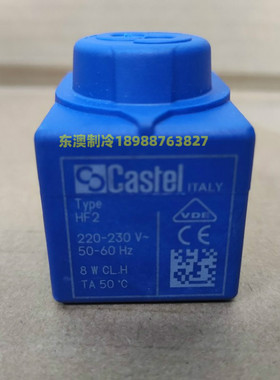 东澳制冷18988763827
Castel ITALY
Type
HF2
VDE
220-230 V~
50-60 Hz
CE
8 W CL.H
TA 50 °C